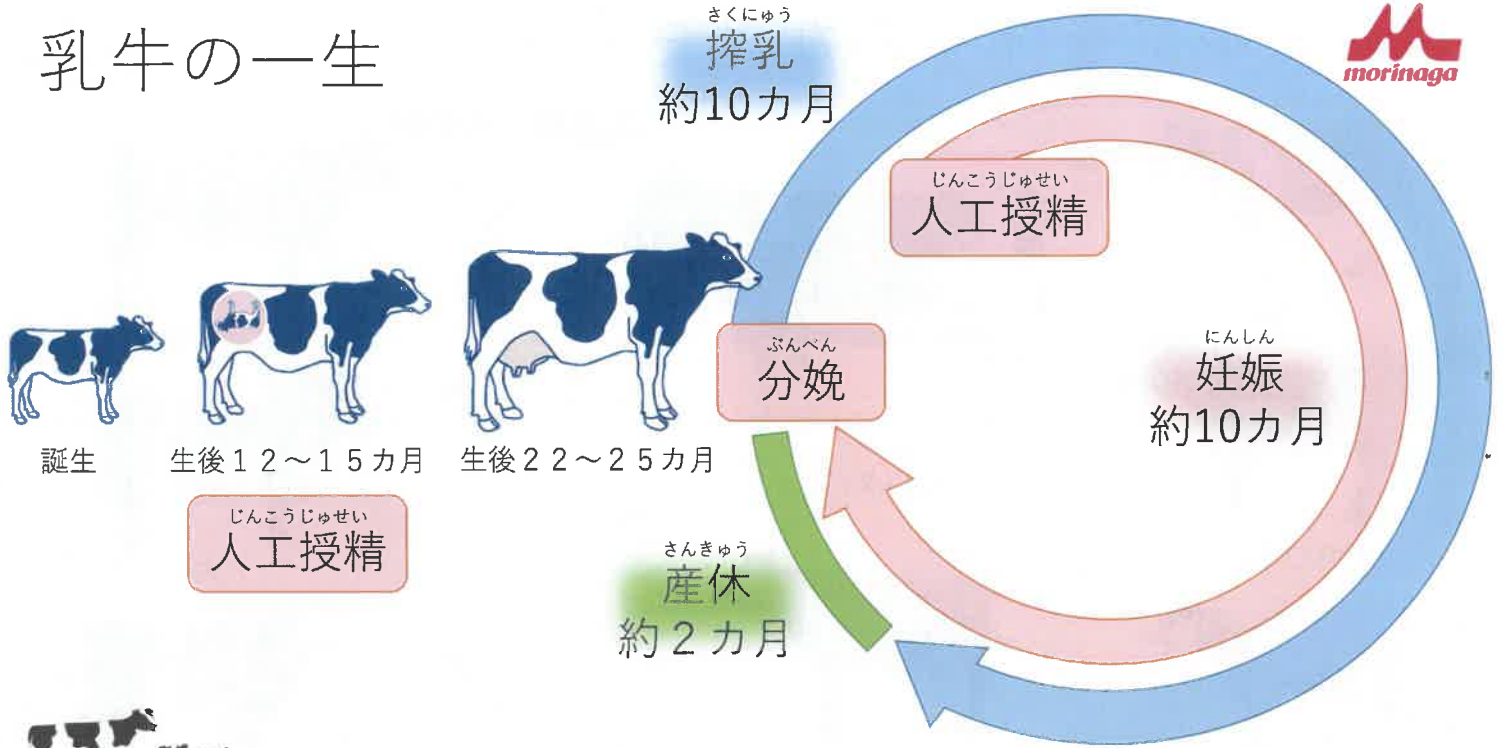 乳牛の一生
さくにゅう
搾乳
約10カ月
morinaga
じんこうじゅせい
人工授精
ぶんべん
分娩
にんしん
妊娠
約10カ月
誕生
生後１２～１５カ月
生後２２～２５カ月
じんこうじゅせい
人工授精
さんきゅう
産休
約２カ月